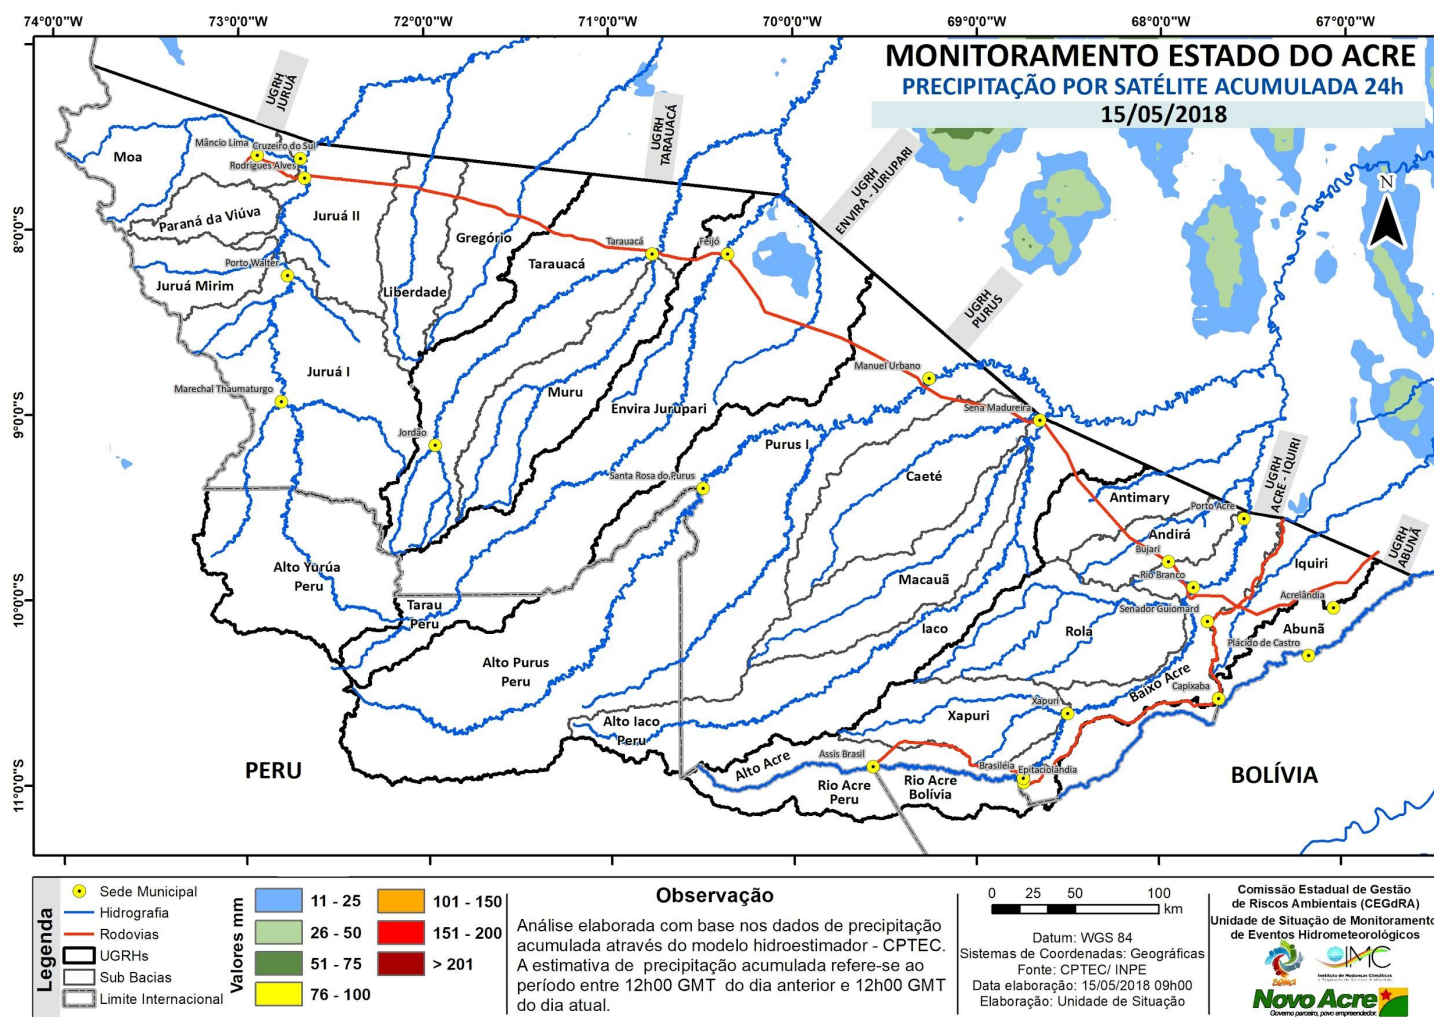 74°0'0"W
73°0'0"W
72°0'0"W
71°0'0"W
70°0'0"W
69°0'0"W
68°0'0"W
67°0'0"W
MONITORAMENTO ESTADO DO ACRE
PRECIPITAÇÃO POR SATÉLITE ACUMULADA 24h
15/05/2018
8°0'0"S
9°0'0"S
10°0'0"S
11°0'0"S
N
UGRH
JURUÁ
UGRH
TARAUACÁ
UGRH
ENVIRA - JURUPARI
UGRH
PURUS
UGRH
ACRE - IQUIRI
UGRH
ABUNÃ
Mâncio Lima
Cruzeiro do Sul
Rodrigues Alves
Moa
Paraná da Viúva
Juruá II
Gregório
Tarauacá
Feijó
Tarauacá
Porto Walter
Juruá Mirim
Liberdade
Juruá I
Marechal Thaumaturgo
Muru
Envira Jurupari
Jordão
Manuel Urbano
Sena Madureira
Purus I
Santa Rosa do Purus
Caeté
Antimary
Porto Acre
Andirá
Bujari
Rio Branco
Iquiri
Alto Yurúa
Peru
Tarau
Peru
Macauã
Senador Guiomard
Acrelândia
Abunã
Plácido de Castro
Iaco
Rola
Alto Purus
Peru
Baixo Acre
Capixaba
Xapuri
Xapuri
Alto Iaco
Peru
Alto Acre
Assis Brasil
Brasiléia
Epitaciolândia
Rio Acre
Peru
Rio Acre
Bolívia
PERU
BOLÍVIA
Legenda
Sede Municipal
Hidrografia
Rodovias
UGRHs
Sub Bacias
Limite Internacional
Valores mm
11 - 25
26 - 50
51 - 75
76 - 100
101 - 150
151 - 200
> 201
Observação
Análise elaborada com base nos dados de precipitação
acumulada através do modelo hidroestimador - CPTEC.
A estimativa de precipitação acumulada refere-se ao
período entre 12h00 GMT do dia anterior e 12h00 GMT
do dia atual.
0 25 50 100
km
Datum: WGS 84
Sistemas de Coordenadas: Geográficas
Fonte: CPTEC/ INPE
Data elaboração: 15/05/2018 09h00
Elaboração: Unidade de Situação
Comissão Estadual de Gestão
de Riscos Ambientais (CEGdRA)
Unidade de Situação de Monitoramento
de Eventos Hidrometeorológicos
IMC
Instituto de Mudanças Climáticas
Novo Acre
Governo parceiro, povo empreendedor.